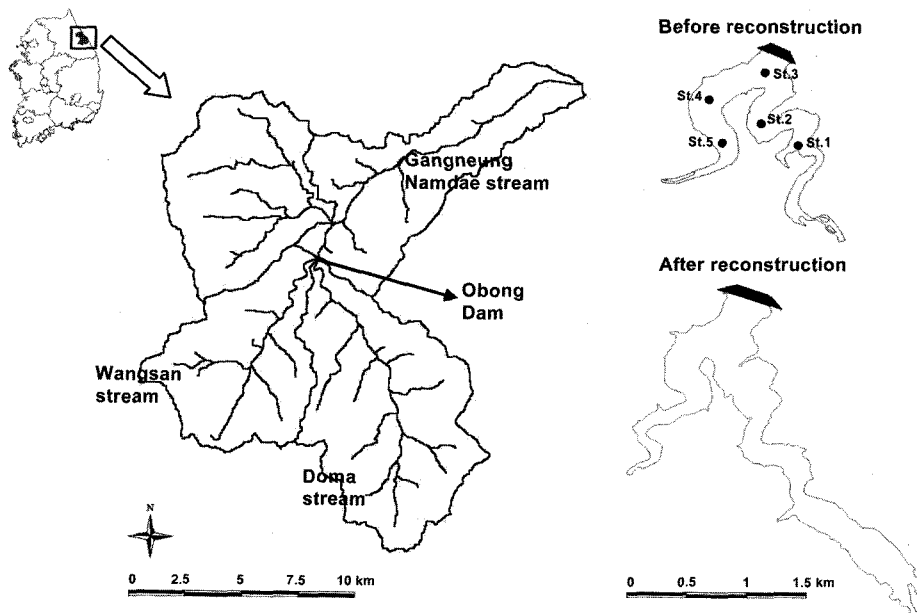 Before reconstruction
St.3
St.4
St.2
St.5
St.1
Gangneung
Namdae stream
After reconstruction
Obong
Dam
Wangsan
stream
Doma
stream
N
0 2.5 5 7.5 10 km
0 0.5 1 1.5 km